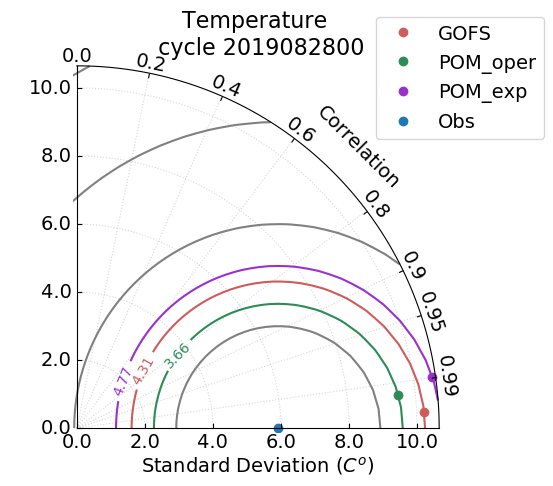 Temperature
cycle 2019082800
GOFS
POM_oper
POM_exp
Obs
0.0
0.2
0.4
0.6
0.8
0.9
0.95
0.99
Correlation
10.0
8.0
6.0
4.0
2.0
0.0
4.77
4.31
3.66
0.0 2.0 4.0 6.0 8.0 10.0
Standard Deviation (C^o)